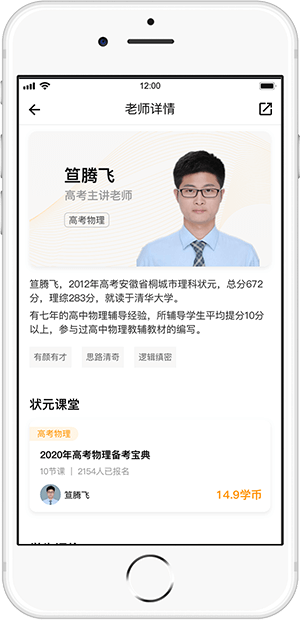 12:00
老师详情
笪腾飞
高考主讲老师
高考物理
笪腾飞，2012年高考安徽省桐城市理科状元，总分672
分，理综283分，就读于清华大学。
有七年的高中物理辅导经验，所辅导学生平均提分10分
以上，参与过高中物理教辅教材的编写。
有颜有才 思路清奇 逻辑缜密
状元课堂
高考物理
2020年高考物理备考宝典
10节课 | 2154人已报名
笪腾飞 14.9学币